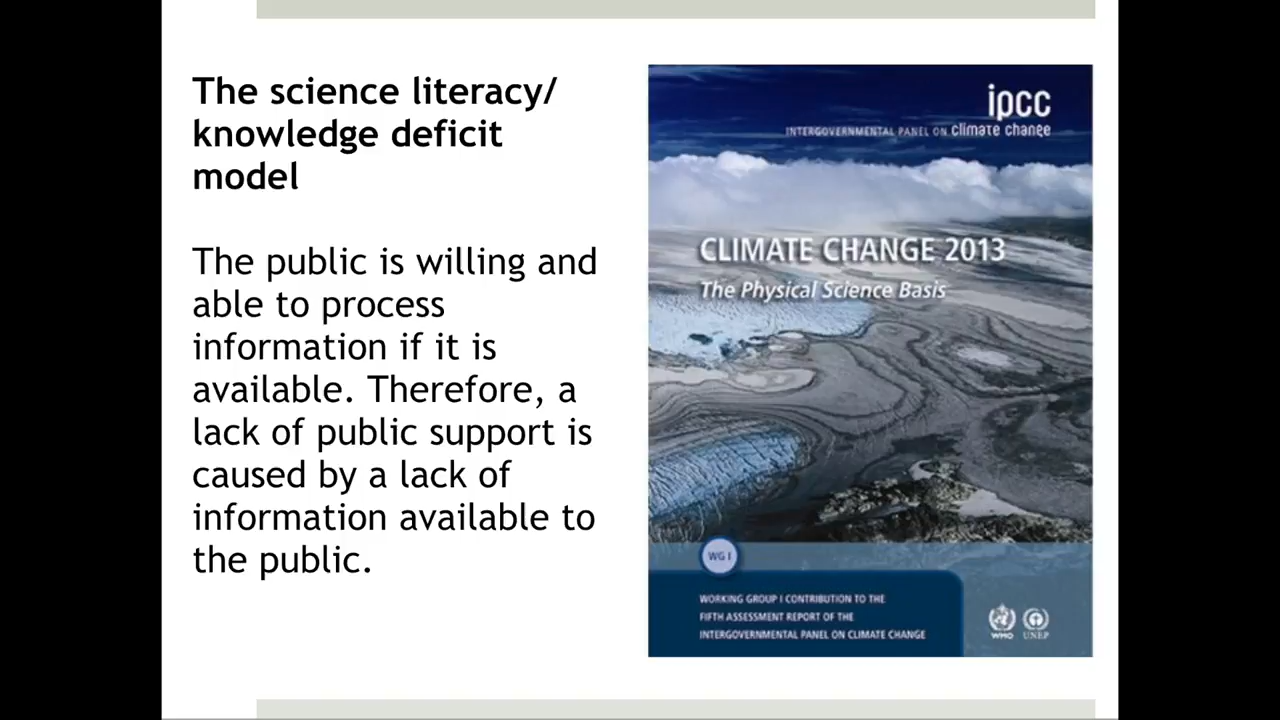 The science literacy/
knowledge deficit
model
The public is willing and
able to process
information if it is
available. Therefore, a
lack of public support is
caused by a lack of
information available to
the public.
ipcc
INTERGOVERNMENTAL PANEL ON climate change
CLIMATE CHANGE 2013
The Physical Science Basis
WG I
WORKING GROUP I CONTRIBUTION TO THE
FIFTH ASSESSMENT REPORT OF THE
INTERGOVERNMENTAL PANEL ON CLIMATE CHANGE
WMO UNEP